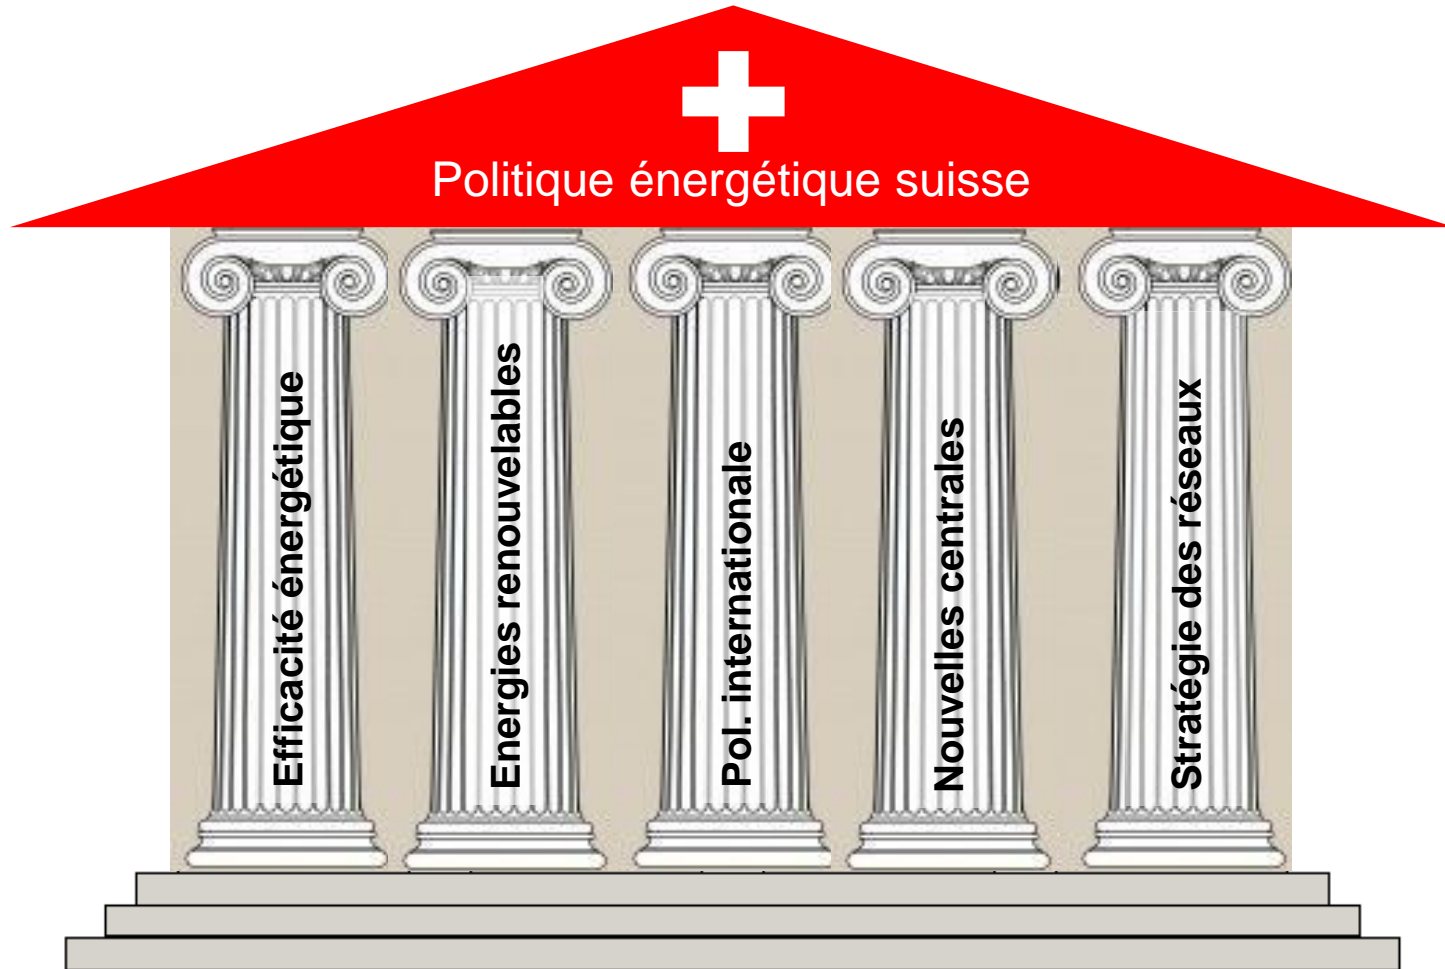 Politique énergétique suisse
Efficacité énergétique
Energies renouvelables
Pol. internationale
Nouvelles centrales
Stratégie des réseaux